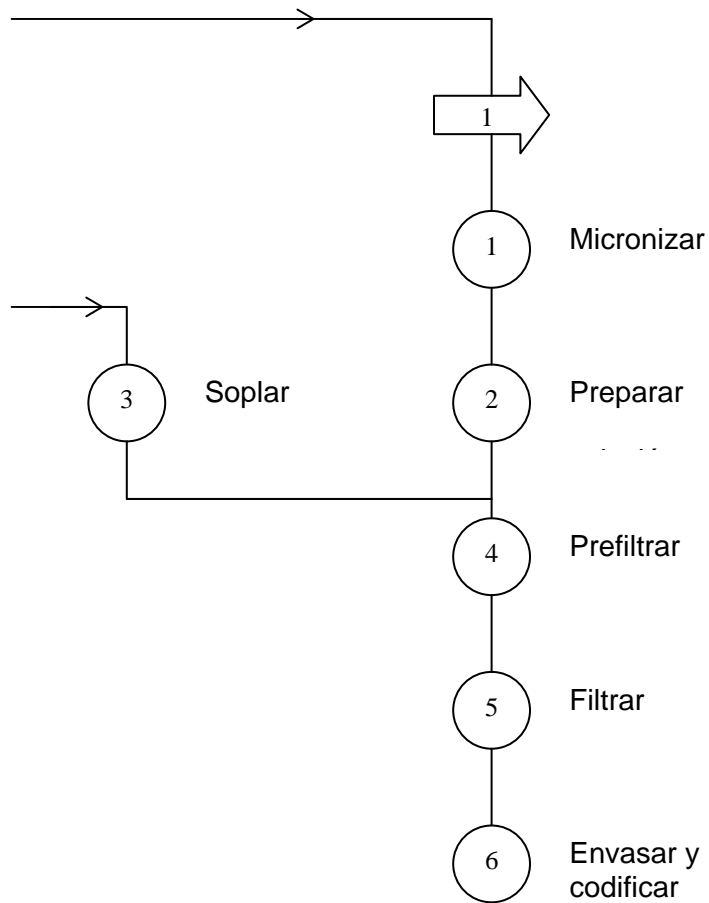 1
1
Micronizar
3
Soplar
2
Preparar
4
Prefiltrar
5
Filtrar
6
Envasar y
codificar